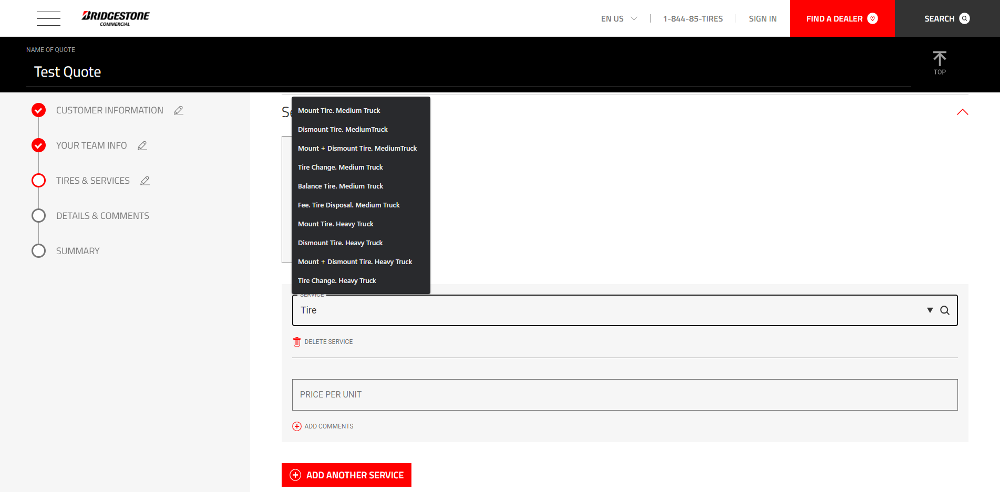 BRIDGESTONE
COMMERCIAL
EN US
1-844-85-TIRES
SIGN IN
FIND A DEALER
SEARCH
NAME OF QUOTE
Test Quote
TOP
CUSTOMER INFORMATION
YOUR TEAM INFO
TIRES & SERVICES
DETAILS & COMMENTS
SUMMARY
Mount Tire. Medium Truck
Dismount Tire. MediumTruck
Mount + Dismount Tire. MediumTruck
Tire Change. Medium Truck
Balance Tire. Medium Truck
Fee. Tire Disposal. Medium Truck
Mount Tire. Heavy Truck
Dismount Tire. Heavy Truck
Mount + Dismount Tire. Heavy Truck
Tire Change. Heavy Truck
SERVICE
Tire
DELETE SERVICE
PRICE PER UNIT
ADD COMMENTS
ADD ANOTHER SERVICE